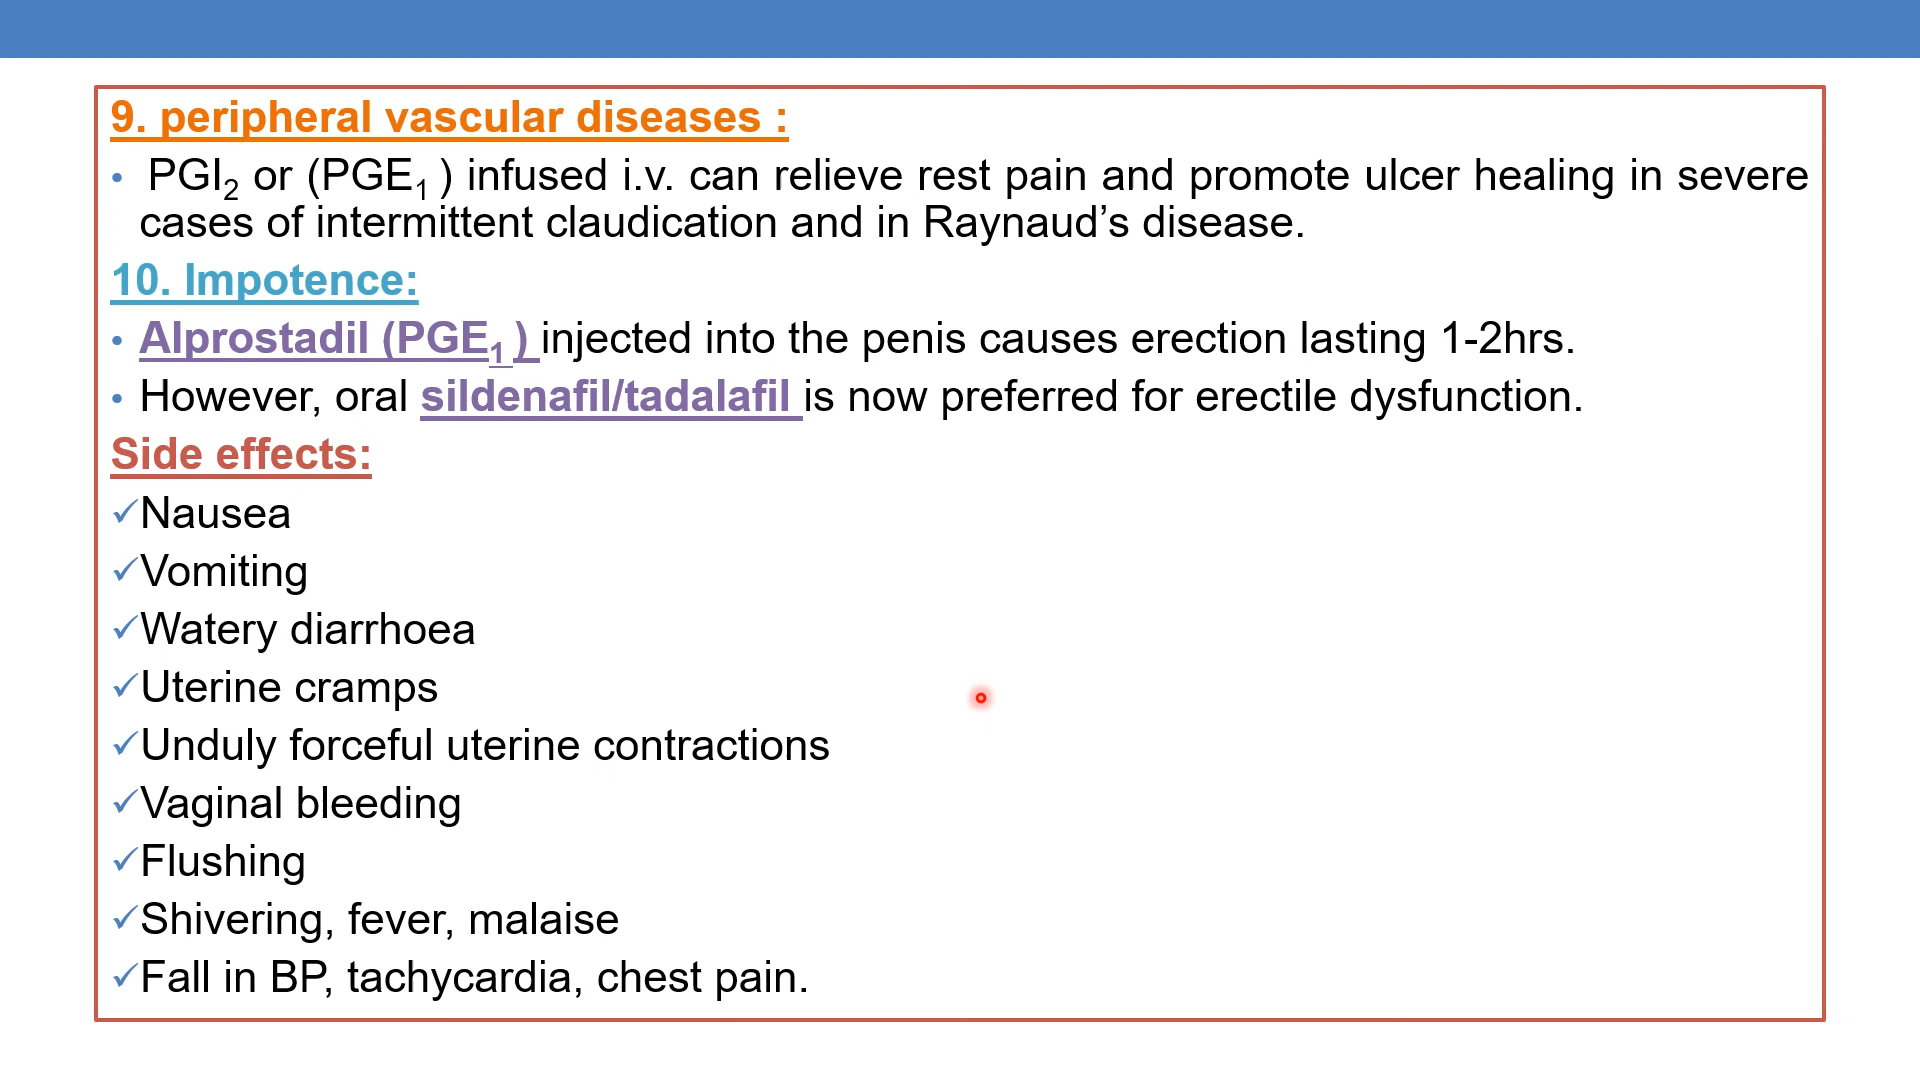 9. peripheral vascular diseases :
• PGI₂ or (PGE₁ ) infused i.v. can relieve rest pain and promote ulcer healing in severe
cases of intermittent claudication and in Raynaud’s disease.
10. Impotence:
• Alprostadil (PGE₁ ) injected into the penis causes erection lasting 1-2hrs.
• However, oral sildenafil/tadalafil is now preferred for erectile dysfunction.
Side effects:
✓Nausea
✓Vomiting
✓Watery diarrhoea
✓Uterine cramps
✓Unduly forceful uterine contractions
✓Vaginal bleeding
✓Flushing
✓Shivering, fever, malaise
✓Fall in BP, tachycardia, chest pain.